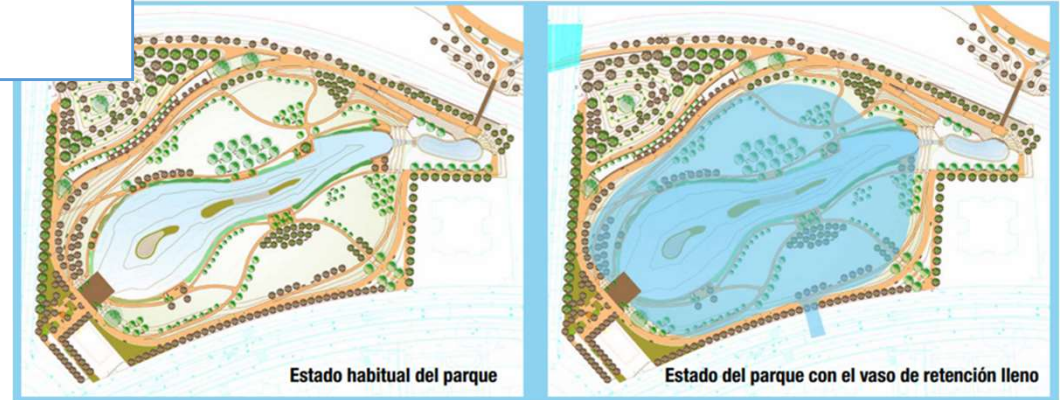 Estado habitual del parque
Estado del parque con el vaso de retención lleno